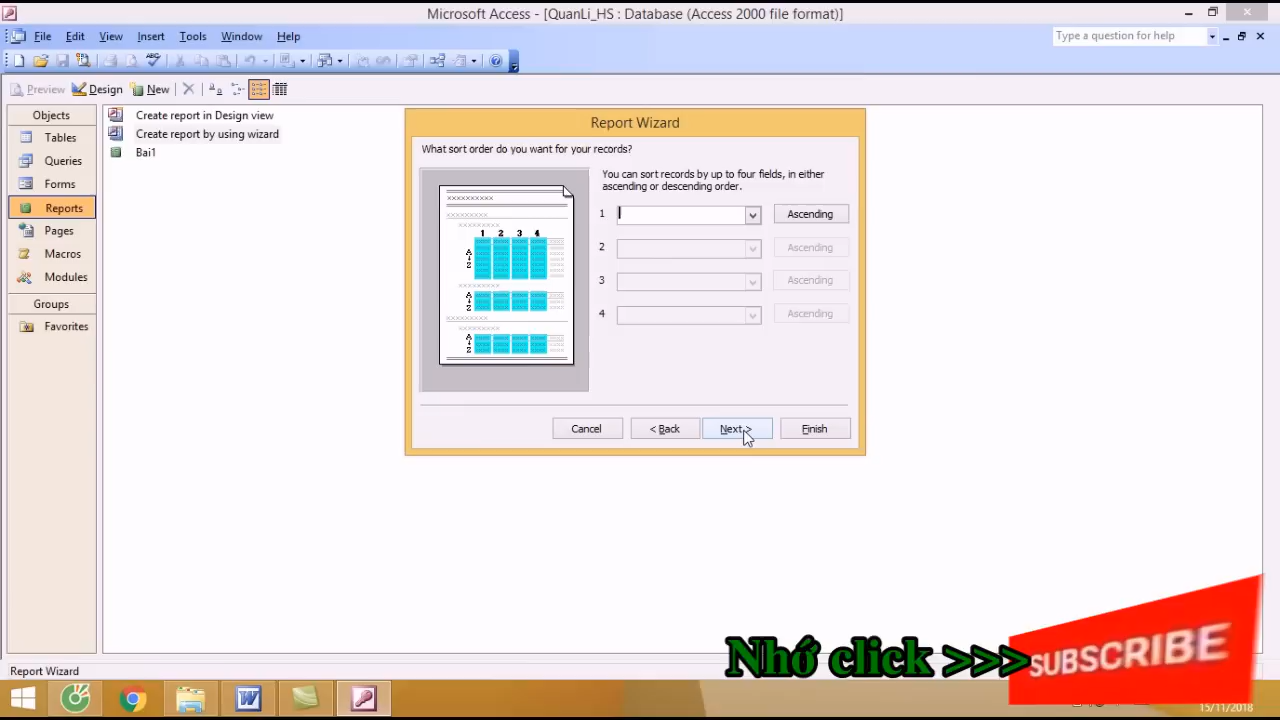 Microsoft Access - [QuanLi_HS : Database (Access 2000 file format)]
File Edit View Insert Tools Window Help
Type a question for help
Preview Design New
Objects
Tables
Queries
Forms
Reports
Pages
Macros
Modules
Groups
Favorites
Create report in Design view
Create report by using wizard
Bai1
Report Wizard
What sort order do you want for your records?
You can sort records by up to four fields, in either
ascending or descending order.
1 Ascending
2 Ascending
3 Ascending
4 Ascending
1 2 3 4
Cancel < Back Next > Finish
Nhớ click >>> SUBSCRIBE
Report Wizard
15/11/2018